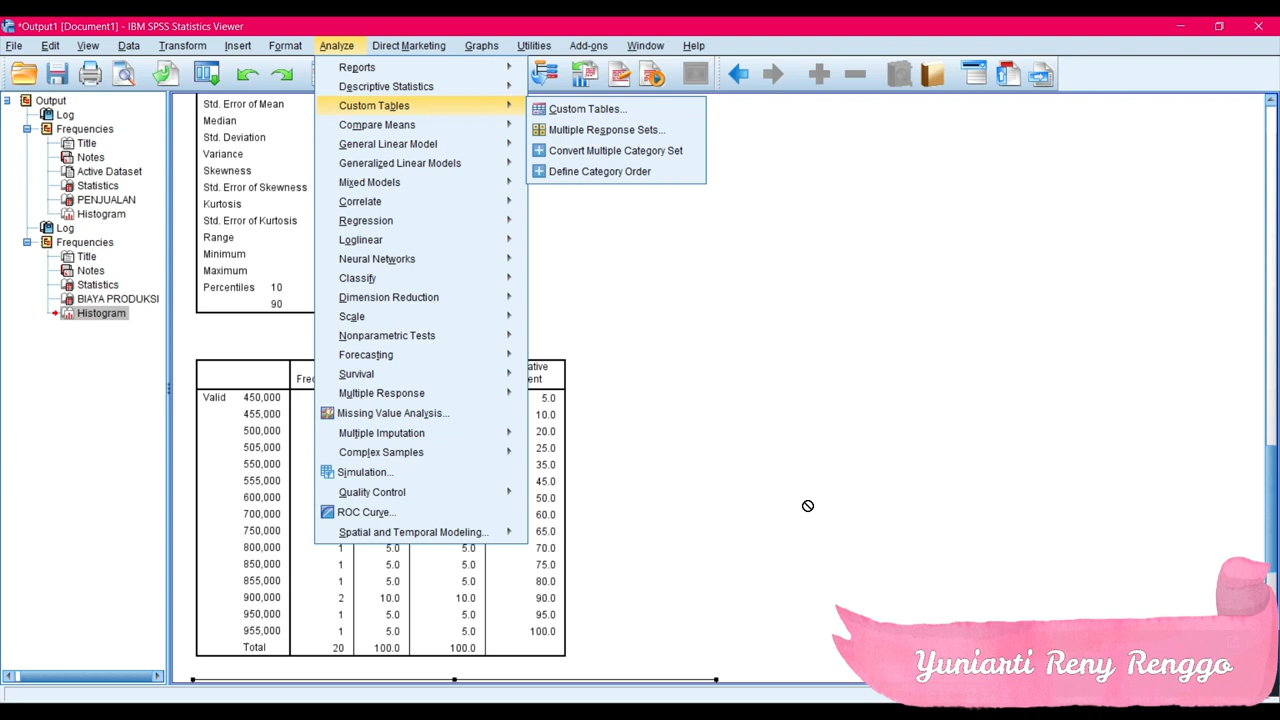 *Output1 [Document1] - IBM SPSS Statistics Viewer
File Edit View Data Transform Insert Format Analyze Direct Marketing Graphs Utilities Add-ons Window Help
Output
Log
Frequencies
Title
Notes
Active Dataset
Statistics
PENJUALAN
Histogram
Log
Frequencies
Title
Notes
Statistics
BIAYA PRODUKSI
Histogram
Std. Error of Mean
Median
Std. Deviation
Variance
Skewness
Std. Error of Skewness
Kurtosis
Std. Error of Kurtosis
Range
Minimum
Maximum
Percentiles 10
90
Reports
Descriptive Statistics
Custom Tables
Compare Means
General Linear Model
Generalized Linear Models
Mixed Models
Correlate
Regression
Loglinear
Neural Networks
Classify
Dimension Reduction
Scale
Nonparametric Tests
Forecasting
Survival
Multiple Response
Missing Value Analysis...
Multiple Imputation
Complex Samples
Simulation...
Quality Control
ROC Curve...
Spatial and Temporal Modeling...
Custom Tables...
Multiple Response Sets...
Convert Multiple Category Set
Define Category Order
Valid 450,000 5.0
455,000 10.0
500,000 20.0
505,000 25.0
550,000 35.0
555,000 45.0
600,000 50.0
700,000 60.0
750,000 65.0
800,000 1 5.0 5.0 70.0
850,000 1 5.0 5.0 75.0
855,000 1 5.0 5.0 80.0
900,000 2 10.0 10.0 90.0
950,000 1 5.0 5.0 95.0
955,000 1 5.0 5.0 100.0
Total 20 100.0 100.0
Yuniarti Reny Renggo